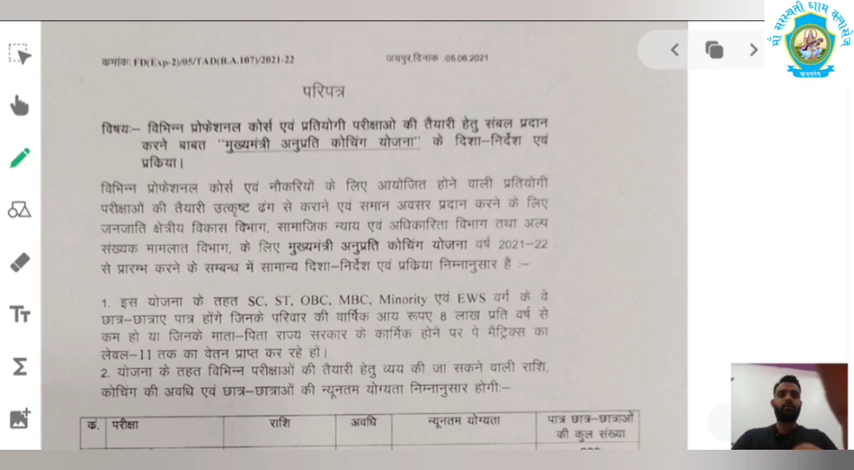 क्रमांक: FD(Exp-2)/05/TAD(B.A.107)/2021-22 जयपुर,दिनांक :05.06.2021
माँ सरस्वती धाम क्लासेज
परिपत्र
विषय:– विभिन्न प्रोफेशनल कोर्स एवं प्रतियोगी परीक्षाओं की तैयारी हेतु संबल प्रदान
करने बाबत "मुख्यमंत्री अनुप्रति कोचिंग योजना" के दिशा–निर्देश एवं
प्रकिया।
विभिन्न प्रोफेशनल कोर्स एवं नौकरियों के लिए आयोजित होने वाली प्रतियोगी
परीक्षाओं की तैयारी उत्कृष्ट ढंग से कराने एवं समान अवसर प्रदान करने के लिए
जनजाति क्षेत्रीय विकास विभाग, सामाजिक न्याय एवं अधिकारिता विभाग तथा अल्प
संख्यक मामलात विभाग, के लिए मुख्यमंत्री अनुप्रति कोचिंग योजना वर्ष 2021–22
से प्रारम्भ करने के सम्बन्ध में सामान्य दिशा–निर्देश एवं प्रकिया निम्नानुसार है :–
1. इस योजना के तहत SC, ST, OBC, MBC, Minority एवं EWS वर्ग के वे
छात्र–छात्राए पात्र होंगे जिनके परिवार की वार्षिक आय रूपए 8 लाख प्रति वर्ष से
कम हो या जिनके माता–पिता राज्य सरकार के कार्मिक होने पर पे मैट्रिक्स का
लेवल–11 तक का वेतन प्राप्त कर रहे हों।
2. योजना के तहत विभिन्न परीक्षाओं की तैयारी हेतु व्यय की जा सकने वाली राशि,
कोचिंग की अवधि एवं छात्र–छात्राओं की न्यूनतम योग्यता निम्नानुसार होगी:–
क. परीक्षा राशि अवधि न्यूनतम योग्यता पात्र छात्र–छात्राओं
की कुल संख्या